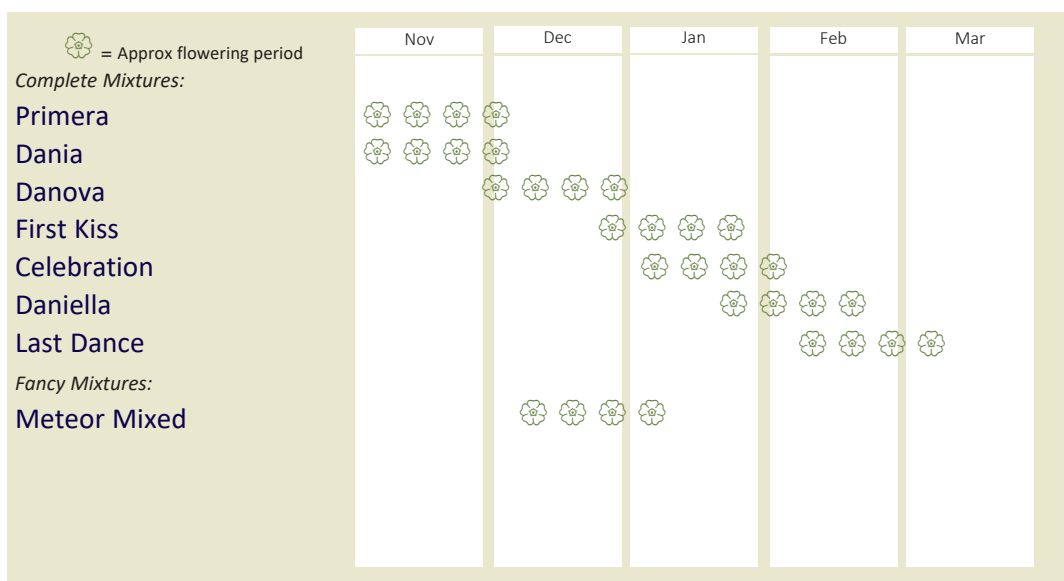 = Approx flowering period
Nov Dec Jan Feb Mar
Complete Mixtures:
Primera
Dania
Danova
First Kiss
Celebration
Daniella
Last Dance
Fancy Mixtures:
Meteor Mixed